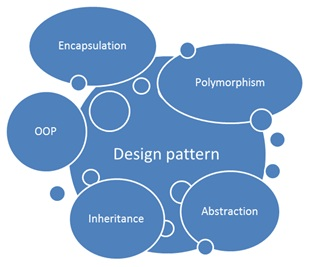 Encapsulation
Polymorphism
OOP
Design pattern
Inheritance
Abstraction